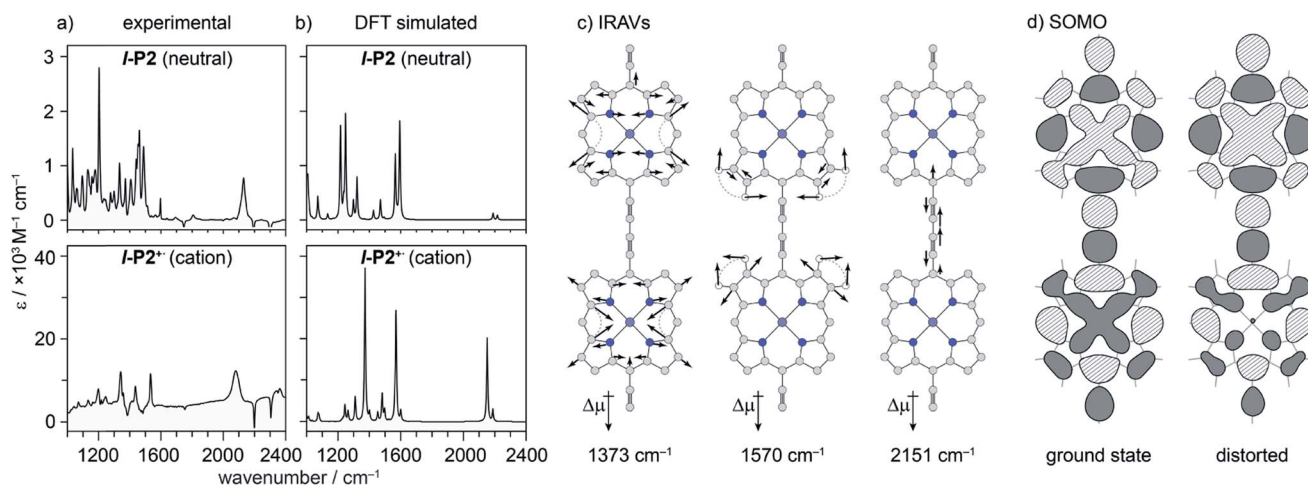 a) experimental b) DFT simulated c) IRAVs d) SOMO
l-P2 (neutral) l-P2 (neutral)
3
2
1
0
l-P2+· (cation) l-P2+· (cation)
40
20
0
ε / ×10³ M⁻¹ cm⁻¹
1200 1600 2000 2400 1200 1600 2000 2400
wavenumber / cm⁻¹
Δμ Δμ Δμ
1373 cm⁻¹ 1570 cm⁻¹ 2151 cm⁻¹
ground state distorted